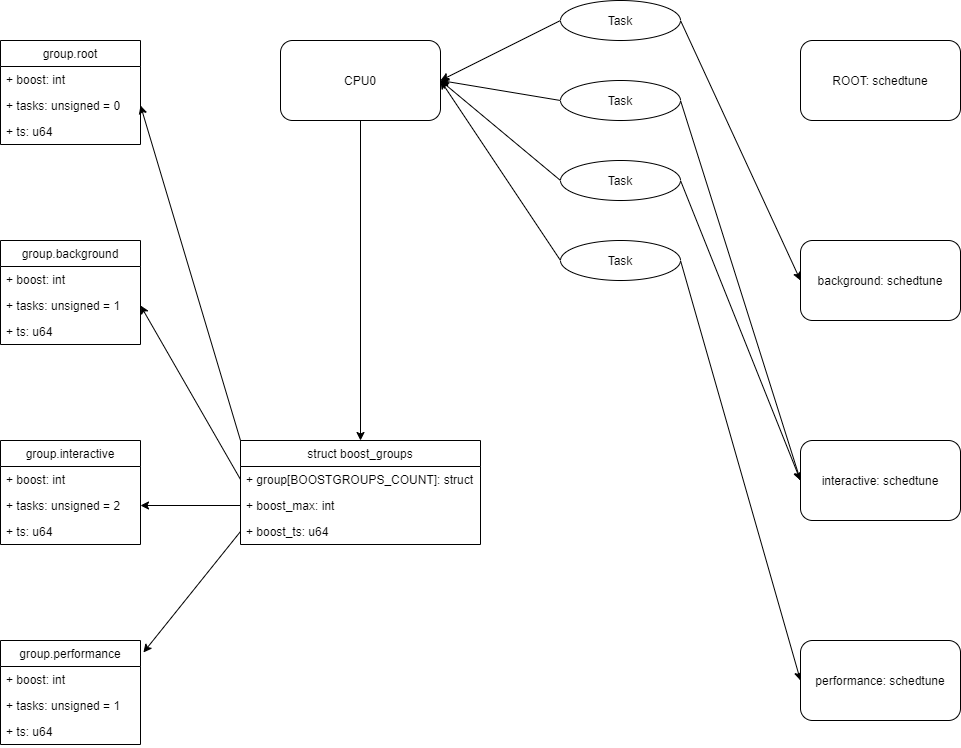 Task
group.root
+ boost: int
+ tasks: unsigned = 0
+ ts: u64
CPU0
ROOT: schedtune
Task
Task
group.background
+ boost: int
+ tasks: unsigned = 1
+ ts: u64
Task
background: schedtune
group.interactive
+ boost: int
+ tasks: unsigned = 2
+ ts: u64
struct boost_groups
+ group[BOOSTGROUPS_COUNT]: struct
+ boost_max: int
+ boost_ts: u64
interactive: schedtune
group.performance
+ boost: int
+ tasks: unsigned = 1
+ ts: u64
performance: schedtune